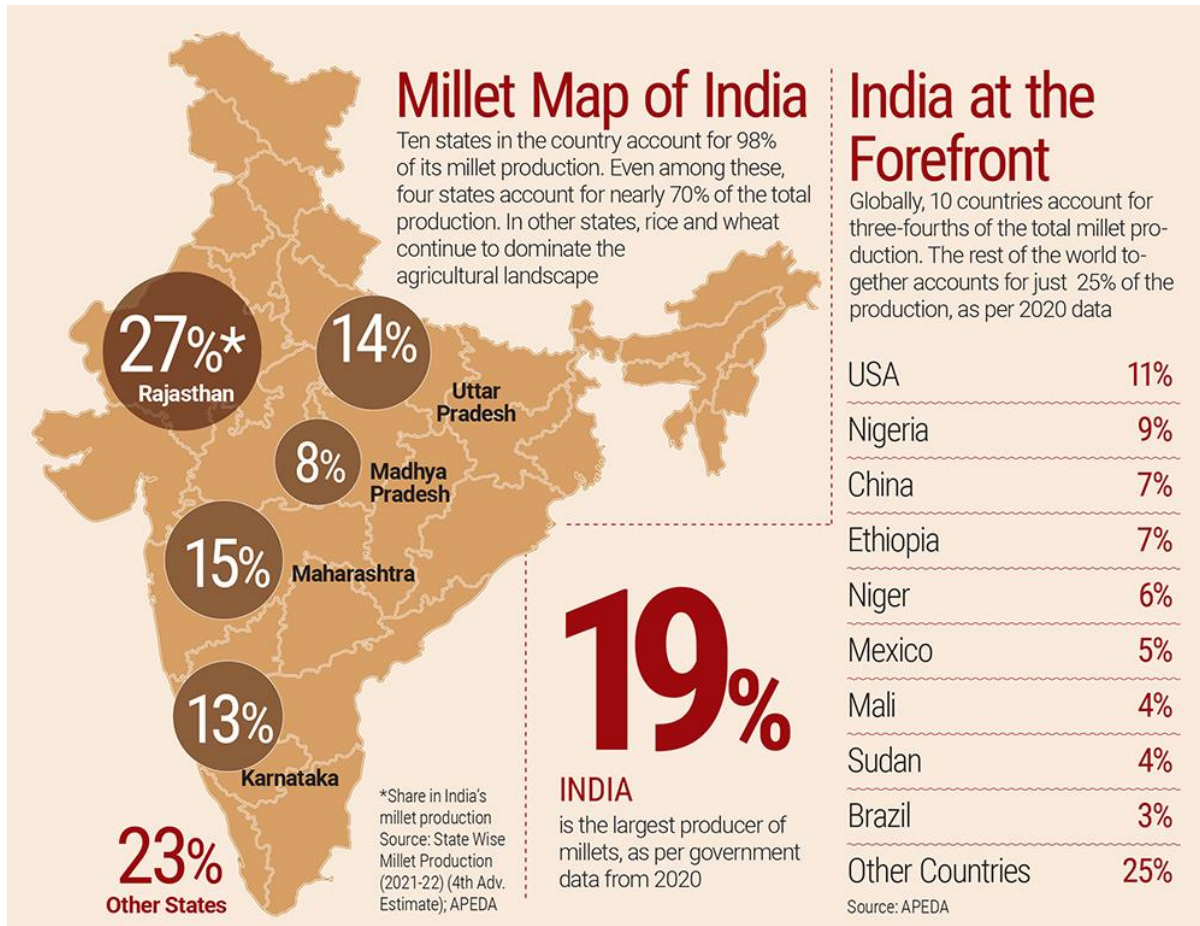 Millet Map of India
Ten states in the country account for 98%
of its millet production. Even among these,
four states account for nearly 70% of the total
production. In other states, rice and wheat
continue to dominate the
agricultural landscape
27%*
Rajasthan
14%
Uttar
Pradesh
8%
Madhya
Pradesh
15%
Maharashtra
13%
Karnataka
23%
Other States
*Share in India's
millet production
Source: State Wise
Millet Production
(2021-22) (4th Adv.
Estimate); APEDA
19%
INDIA
is the largest producer of
millets, as per government
data from 2020
India at the
Forefront
Globally, 10 countries account for
three-fourths of the total millet pro-
duction. The rest of the world to-
gether accounts for just 25% of the
production, as per 2020 data
USA 11%
Nigeria 9%
China 7%
Ethiopia 7%
Niger 6%
Mexico 5%
Mali 4%
Sudan 4%
Brazil 3%
Other Countries 25%
Source: APEDA